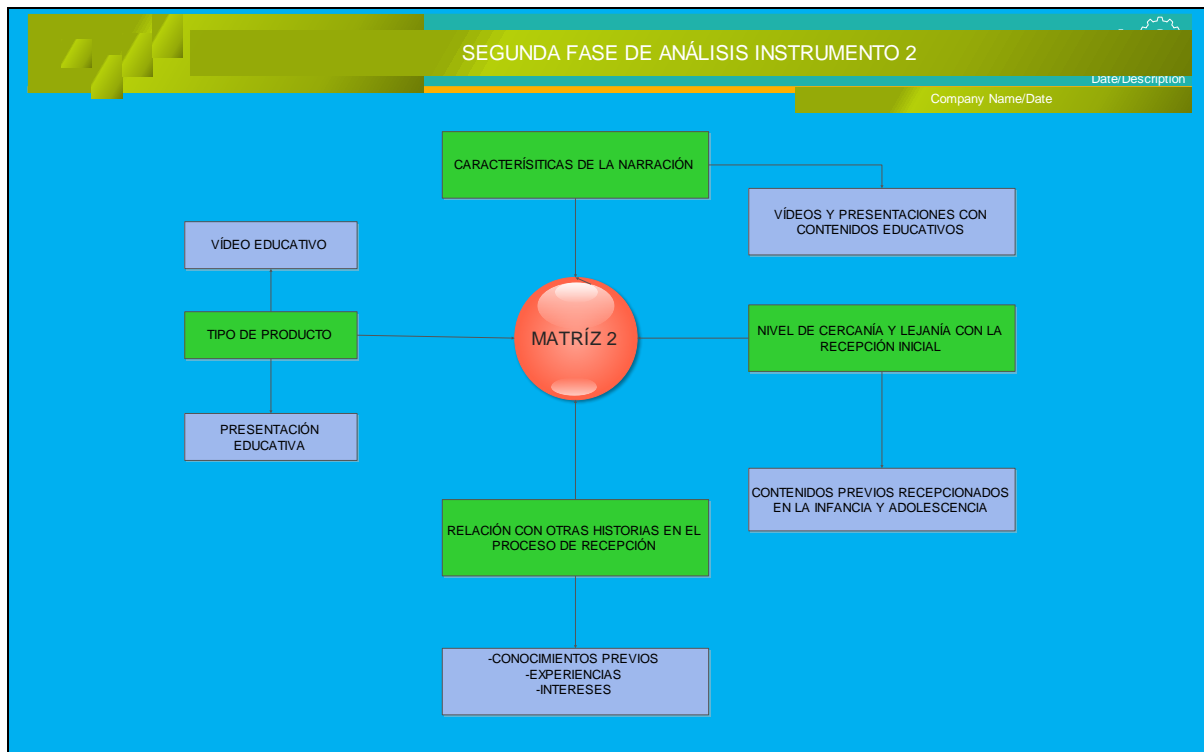 SEGUNDA FASE DE ANÁLISIS INSTRUMENTO 2
Date/Description
Company Name/Date
CARACTERÍSITICAS DE LA NARRACIÓN
VÍDEOS Y PRESENTACIONES CON
CONTENIDOS EDUCATIVOS
VÍDEO EDUCATIVO
TIPO DE PRODUCTO
MATRÍZ 2
NIVEL DE CERCANÍA Y LEJANÍA CON LA
RECEPCIÓN INICIAL
PRESENTACIÓN
EDUCATIVA
CONTENIDOS PREVIOS RECEPCIONADOS
EN LA INFANCIA Y ADOLESCENCIA
RELACIÓN CON OTRAS HISTORIAS EN EL
PROCESO DE RECEPCIÓN
-CONOCIMIENTOS PREVIOS
-EXPERIENCIAS
-INTERESES